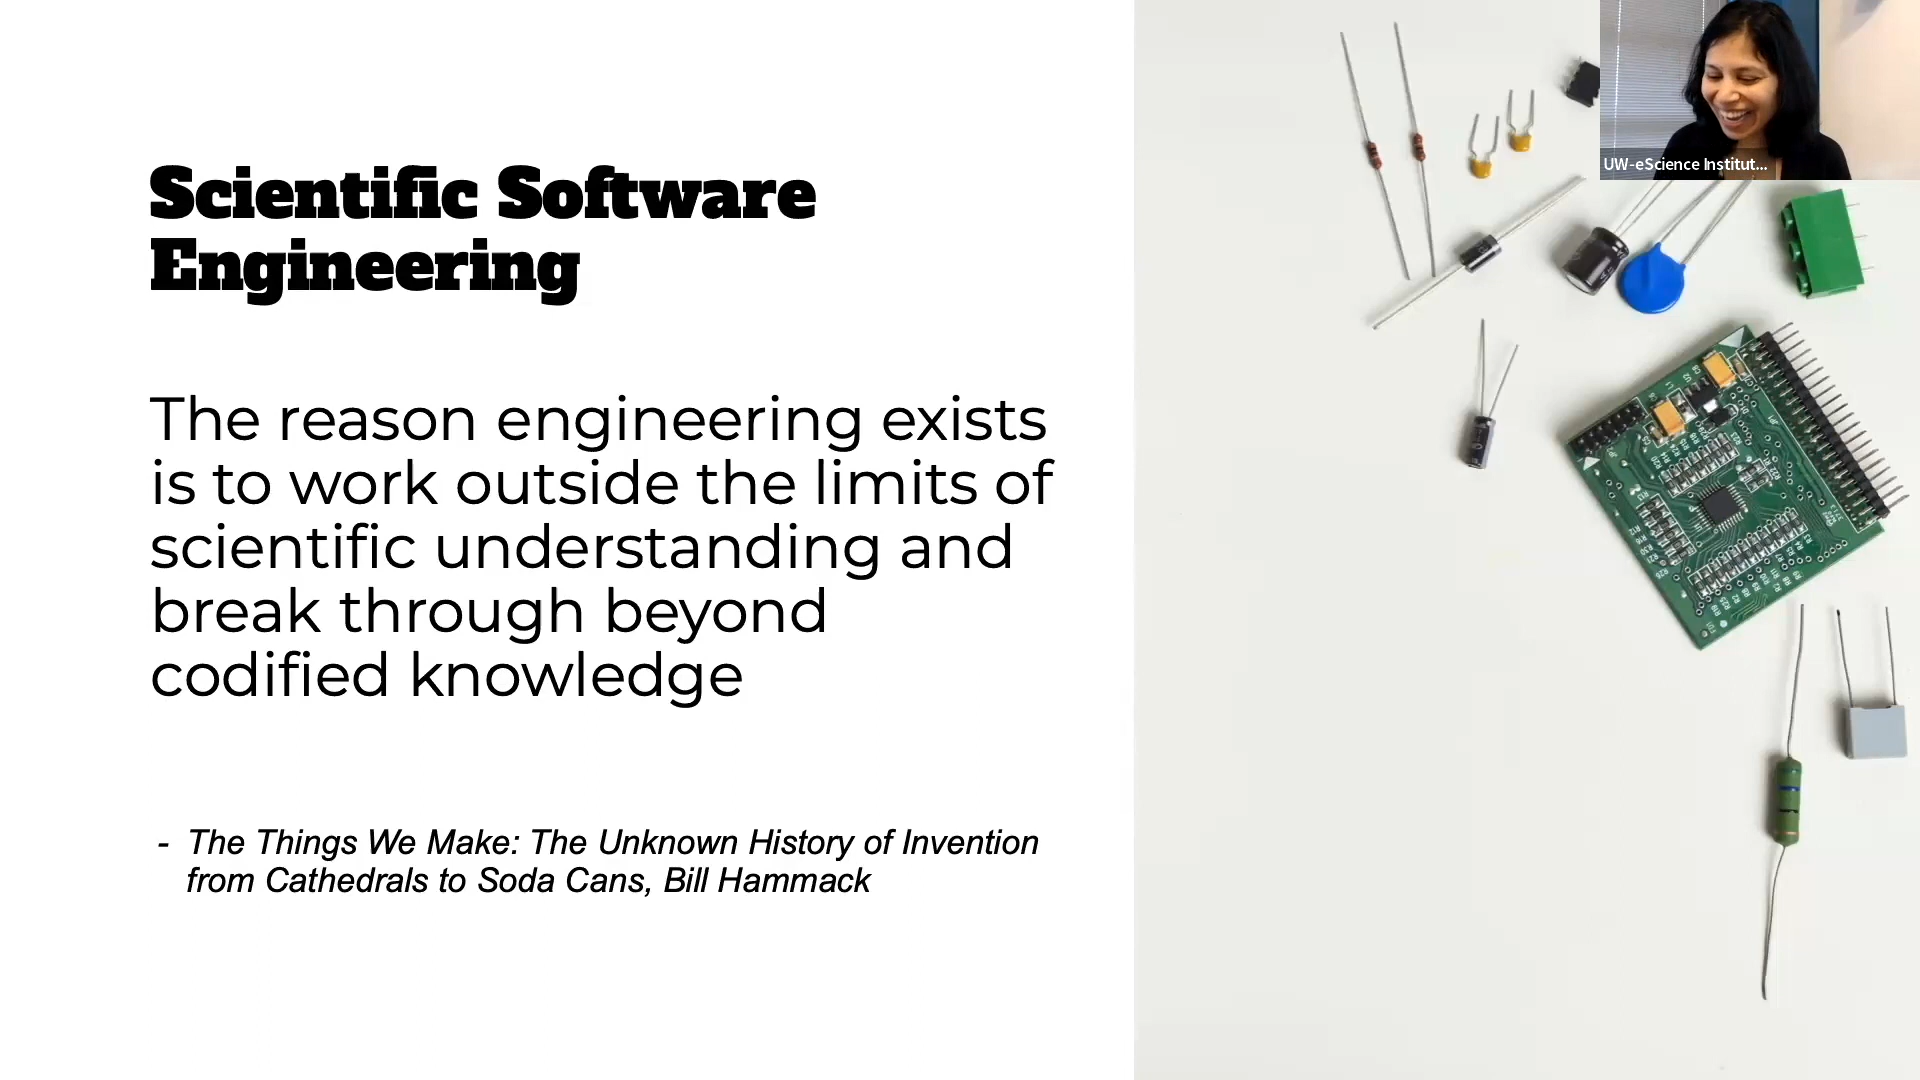 Scientific Software
Engineering
The reason engineering exists
is to work outside the limits of
scientific understanding and
break through beyond
codified knowledge
- The Things We Make: The Unknown History of Invention
from Cathedrals to Soda Cans, Bill Hammack
UW-eScience Institut...